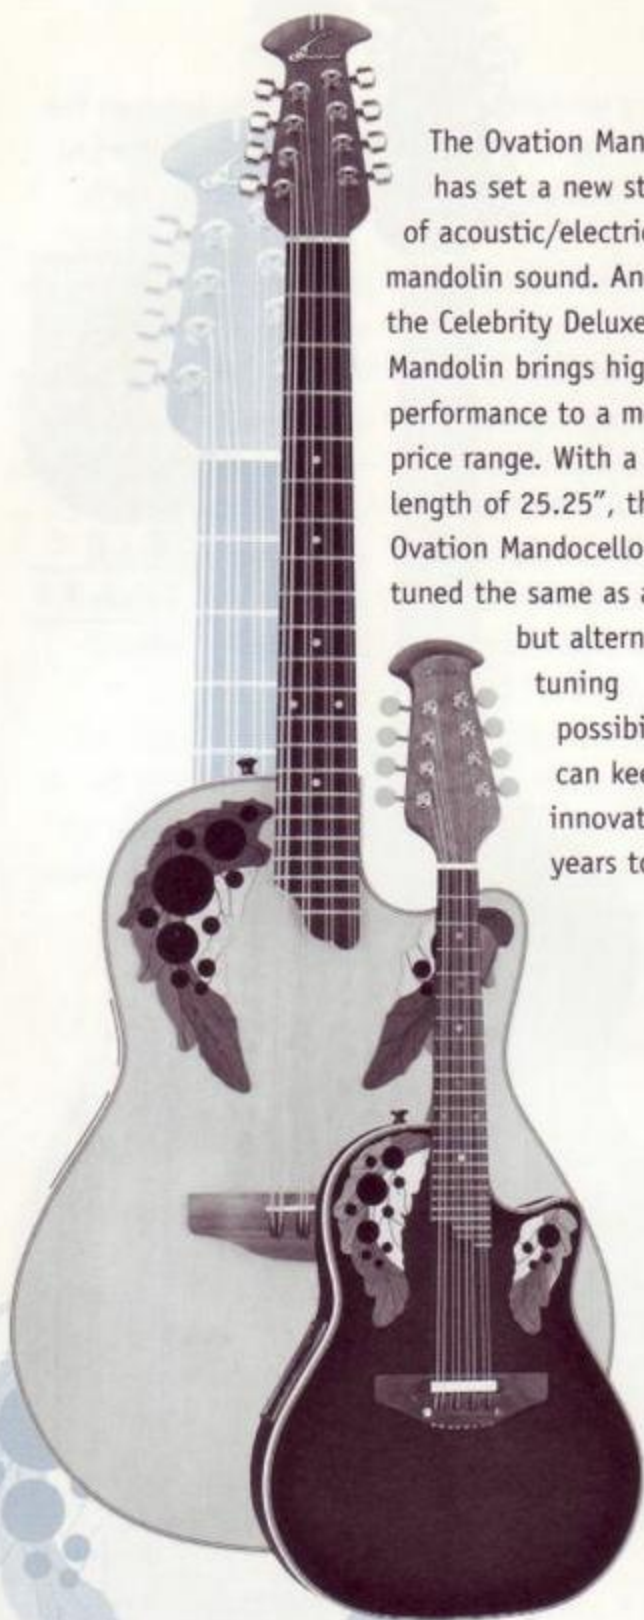 The Ovation Man
has set a new st
of acoustic/electri
mandolin sound. An
the Celebrity Deluxe
Mandolin brings hig
performance to a m
price range. With a
length of 25.25″, th
Ovation Mandocello
tuned the same as a
but altern
tuning
possibi
can kee
innovat
years to